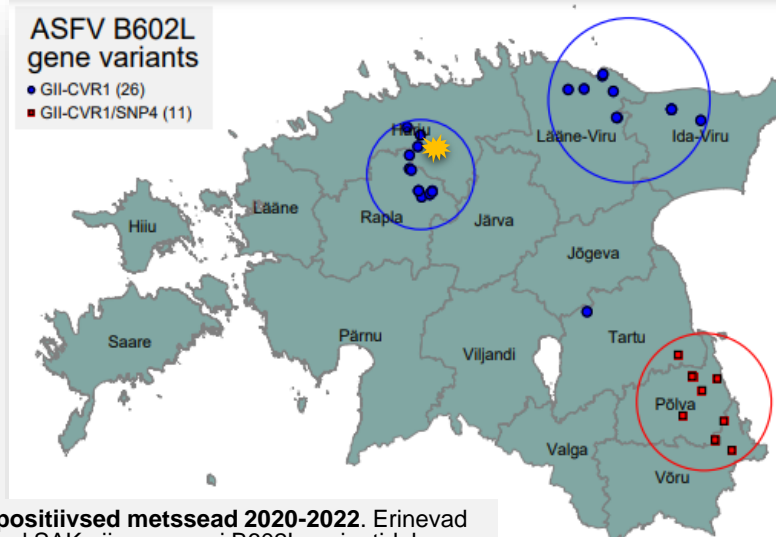 ASFV B602L
gene variants
GII-CVR1 (26)
GII-CVR1/SNP4 (11)
Harju
Lääne-Viru
Ida-Viru
Lääne
Hiiu
Rapla
Järva
Jõgeva
Saare
Pärnu
Viljandi
Tartu
Põlva
Valga
Võru
positiivsed metssead 2020-2022. Erinevad